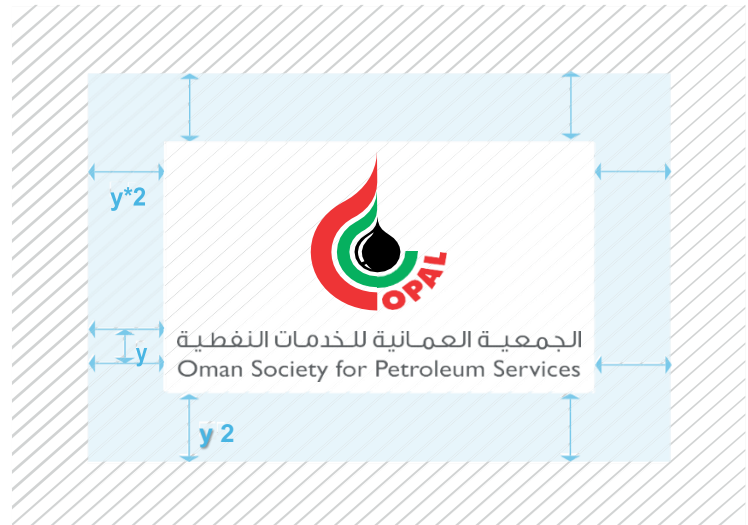 y*2
OPAL
y
الجمعية العمانية للخدمات النفطية
Oman Society for Petroleum Services
y 2